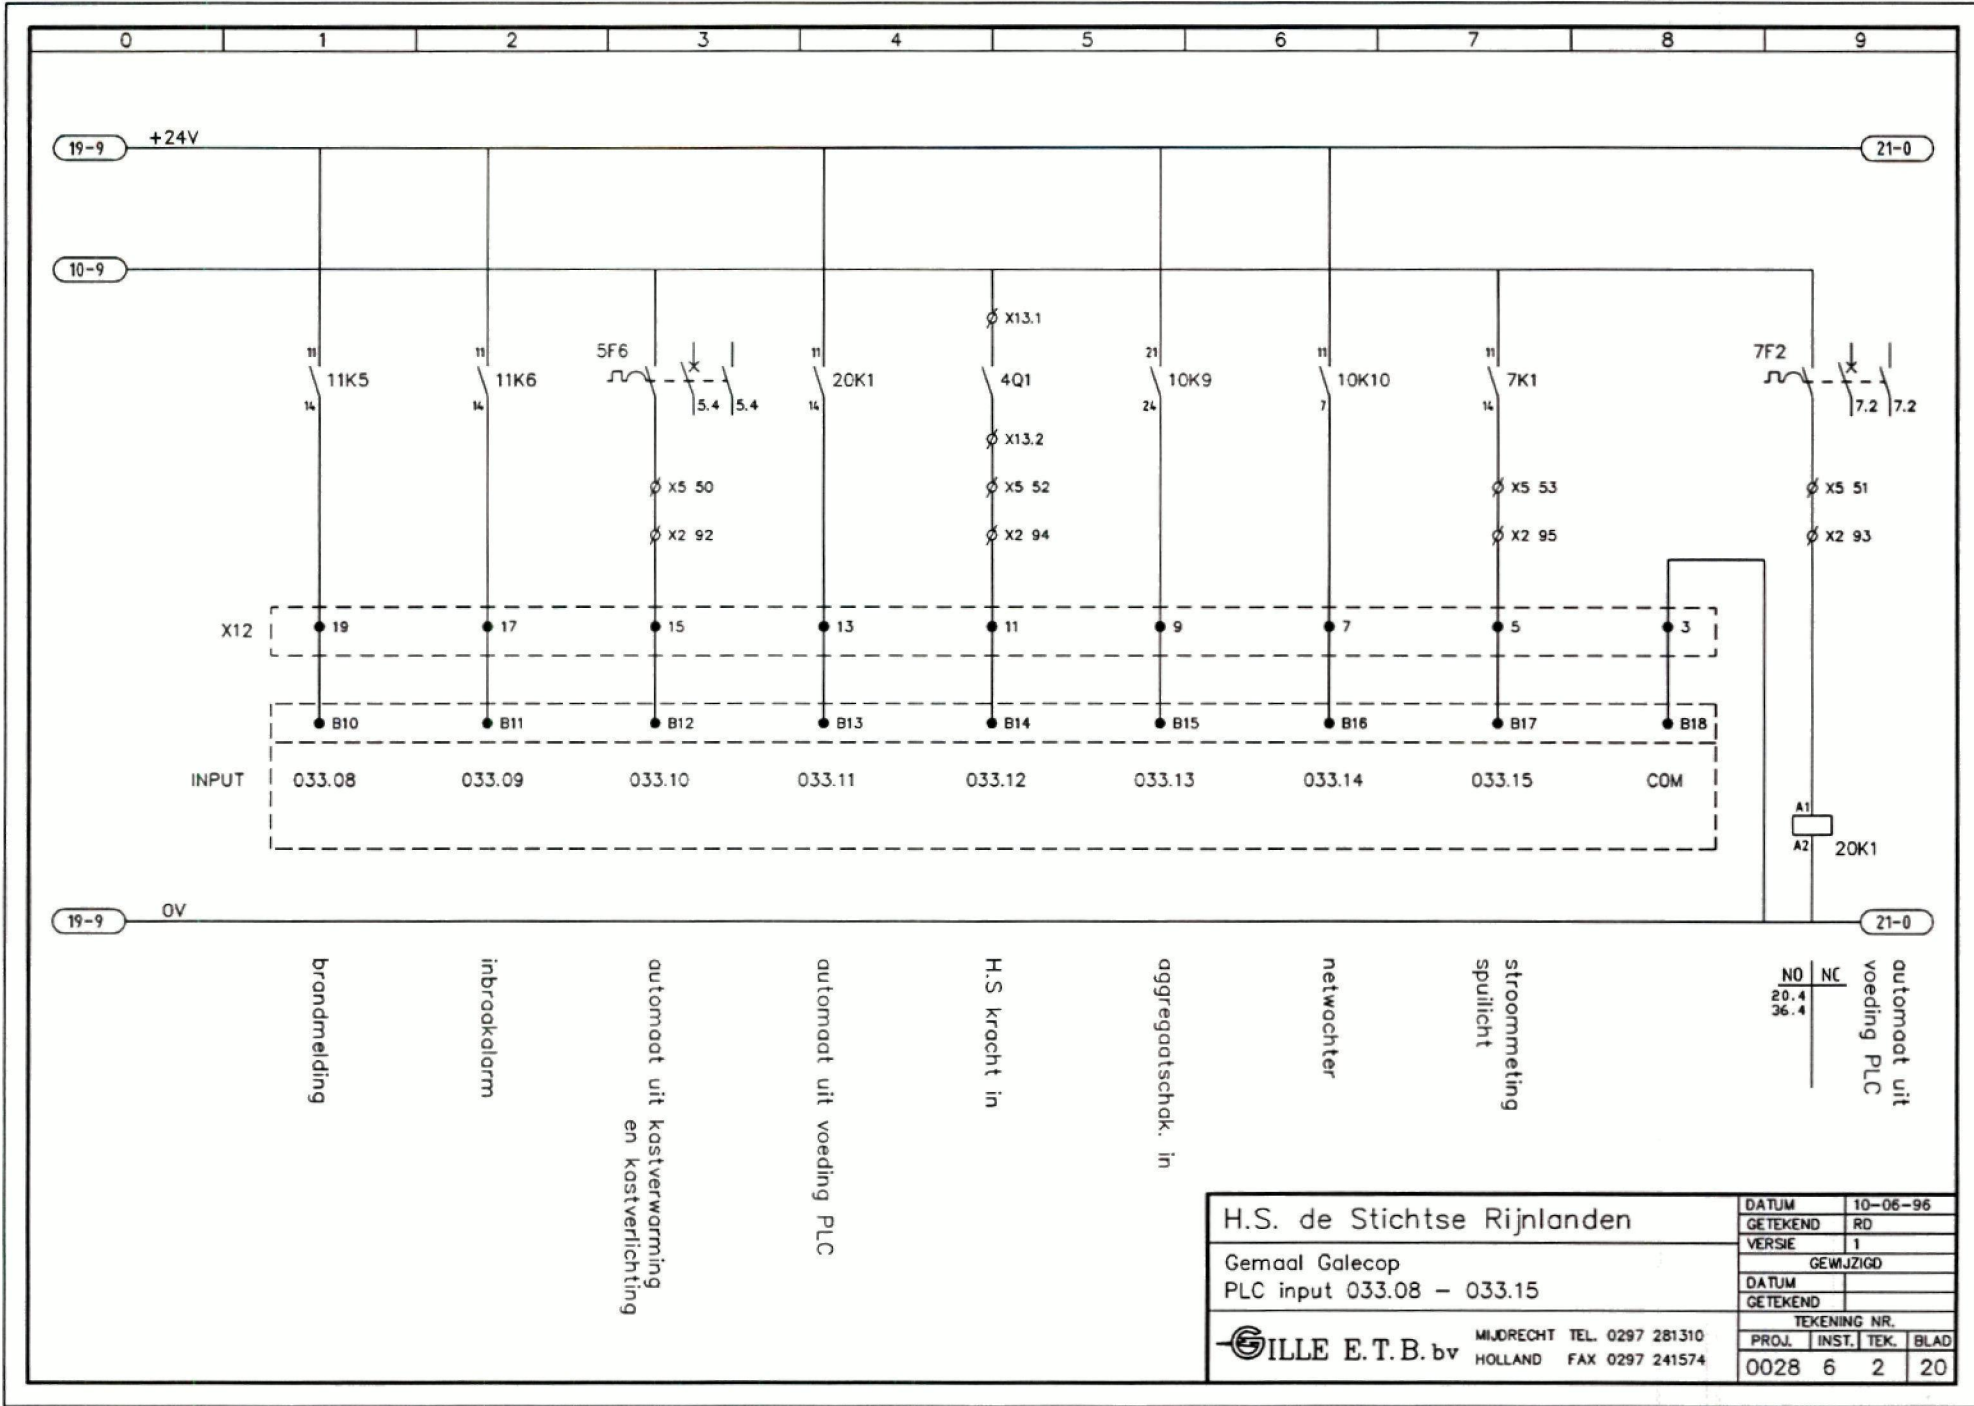 0 1 2 3 4 5 6 7 8 9
19-9 +24V 21-0
10-9
X13.1
11 11 5F6 11 21 11 11 7F2
11K5 11K6 20K1 4Q1 10K9 10K10 7K1
14 14 5.4 5.4 14 24 7 14 7.2 7.2
X13.2
X5 50 X5 52 X5 53 X5 51
X2 92 X2 94 X2 95 X2 93
X12 19 17 15 13 11 9 7 5 3
B10 B11 B12 B13 B14 B15 B16 B17 B18
INPUT 033.08 033.09 033.10 033.11 033.12 033.13 033.14 033.15 COM
A1
A2 20K1
19-9 0V 21-0
brandmelding
inbraakalarm
automaat uit kastverwarming
en kastverlichting
automaat uit voeding PLC
H.S kracht in
aggregaatschak. in
netwachter
stroommeting
spuilicht
NO NC
20.4
36.4
automaat uit
voeding PLC
H.S. de Stichtse Rijnlanden
Gemaal Galecop
PLC input 033.08 - 033.15
GILLE E.T.B. bv
MIJDRECHT TEL. 0297 281310
HOLLAND FAX 0297 241574
DATUM 10-06-96
GETEKEND RD
VERSIE 1
GEWIJZIGD
DATUM
GETEKEND
TEKENING NR.
PROJ. INST. TEK. BLAD
0028 6 2 20